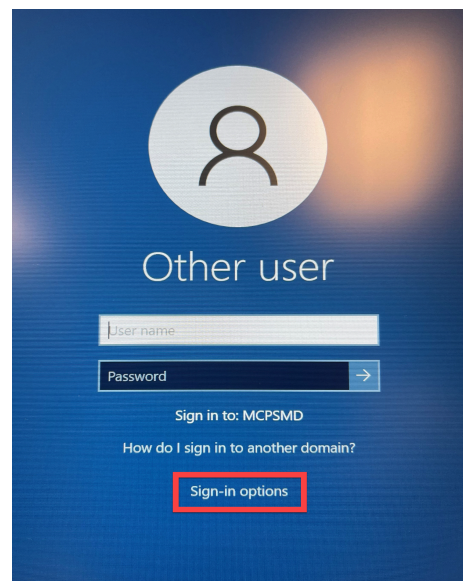 Other user
User name
Password
Sign in to: MCPSMD
How do I sign in to another domain?
Sign-in options